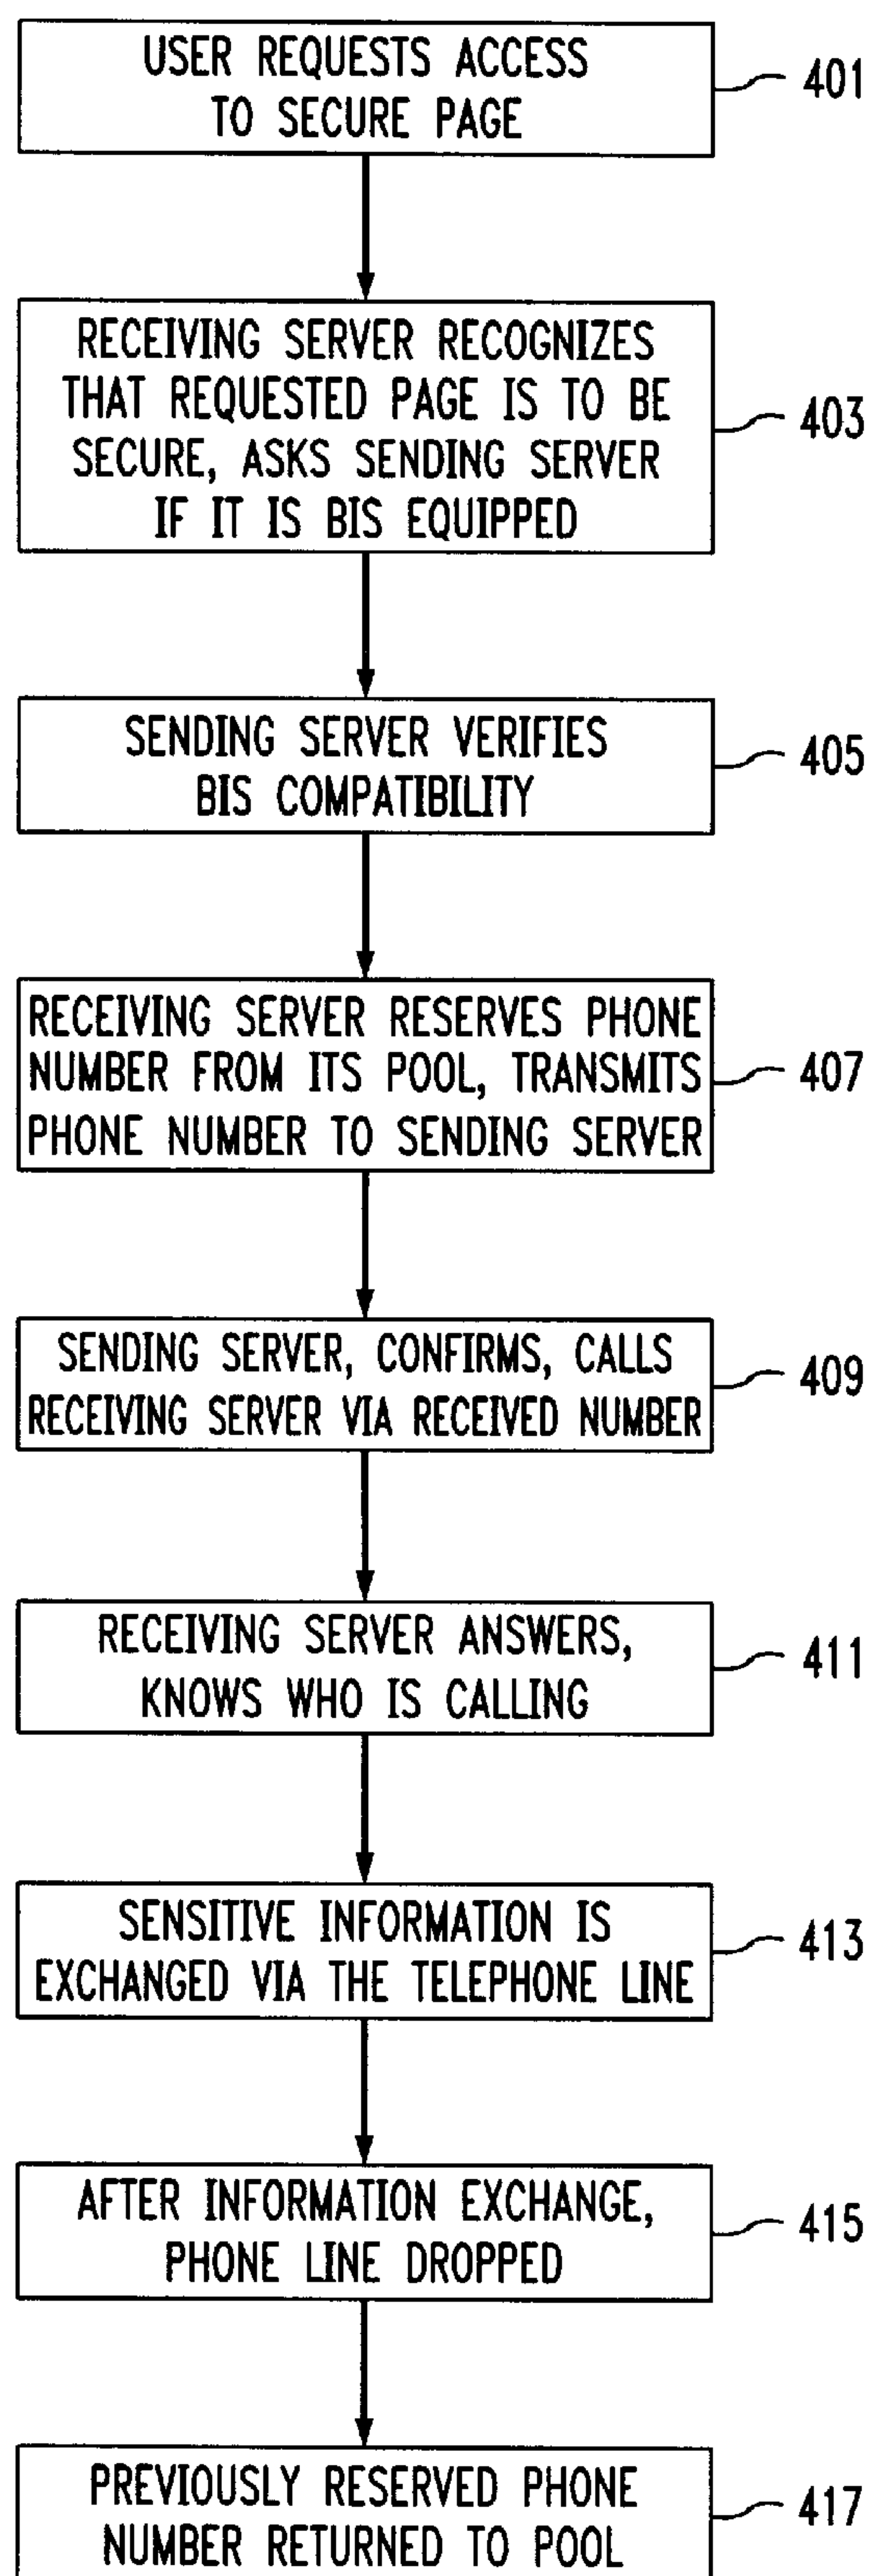 USER REQUESTS ACCESS
TO SECURE PAGE
401
RECEIVING SERVER RECOGNIZES
THAT REQUESTED PAGE IS TO BE
SECURE, ASKS SENDING SERVER
IF IT IS BIS EQUIPPED
403
SENDING SERVER VERIFIES
BIS COMPATIBILITY
405
RECEIVING SERVER RESERVES PHONE
NUMBER FROM ITS POOL, TRANSMITS
PHONE NUMBER TO SENDING SERVER
407
SENDING SERVER, CONFIRMS, CALLS
RECEIVING SERVER VIA RECEIVED NUMBER
409
RECEIVING SERVER ANSWERS,
KNOWS WHO IS CALLING
411
SENSITIVE INFORMATION IS
EXCHANGED VIA THE TELEPHONE LINE
413
AFTER INFORMATION EXCHANGE,
PHONE LINE DROPPED
415
PREVIOUSLY RESERVED PHONE
NUMBER RETURNED TO POOL
417